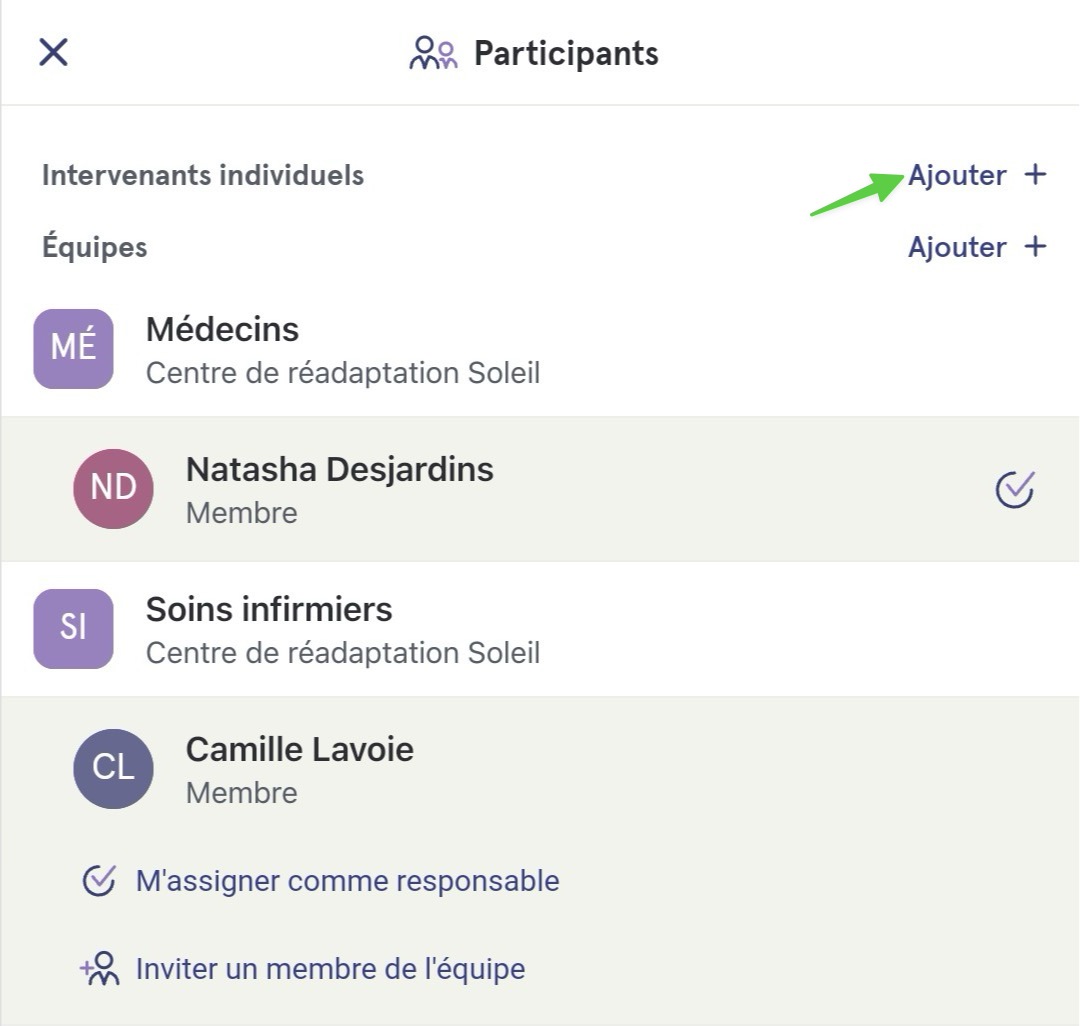 Participants
Intervenants individuels Ajouter +
Équipes Ajouter +
MÉ Médecins
Centre de réadaptation Soleil
ND Natasha Desjardins
Membre
SI Soins infirmiers
Centre de réadaptation Soleil
CL Camille Lavoie
Membre
M'assigner comme responsable
Inviter un membre de l'équipe